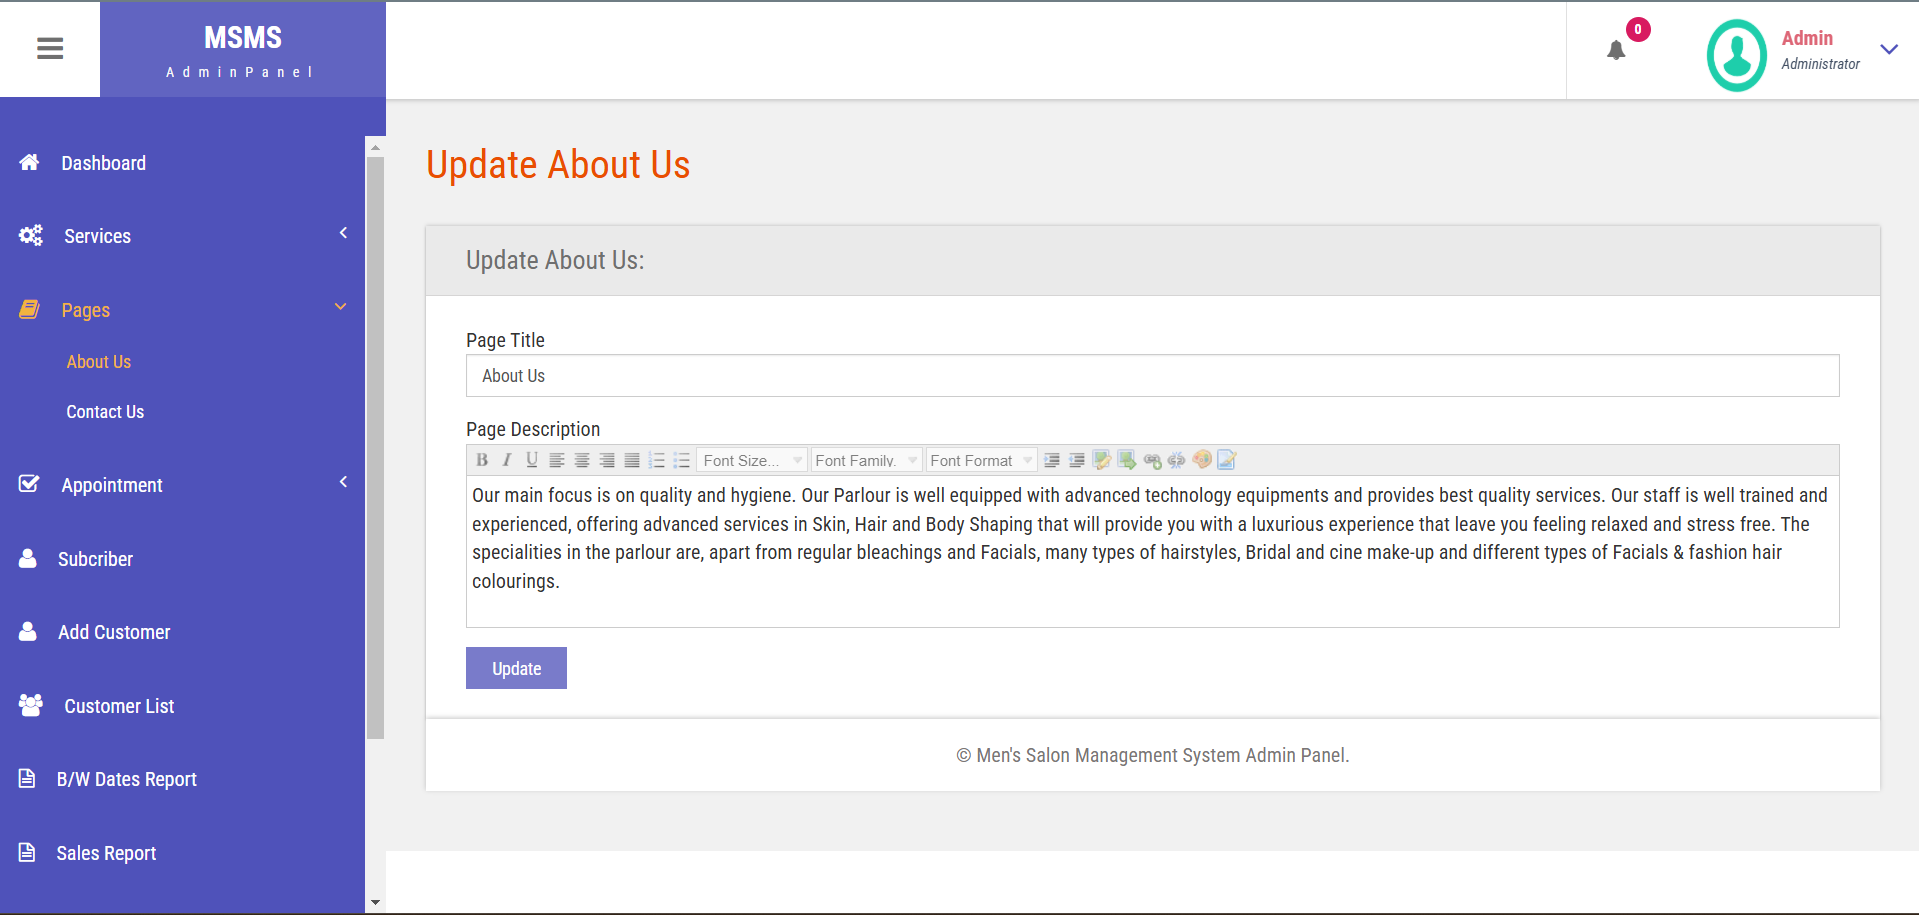 MSMS
AdminPanel
0
Admin
Administrator
Dashboard
Services
Pages
About Us
Contact Us
Appointment
Subcriber
Add Customer
Customer List
B/W Dates Report
Sales Report
Update About Us
Update About Us:
Page Title
About Us
Page Description
B I U Font Size... Font Family. Font Format
Our main focus is on quality and hygiene. Our Parlour is well equipped with advanced technology equipments and provides best quality services. Our staff is well trained and
experienced, offering advanced services in Skin, Hair and Body Shaping that will provide you with a luxurious experience that leave you feeling relaxed and stress free. The
specialities in the parlour are, apart from regular bleachings and Facials, many types of hairstyles, Bridal and cine make-up and different types of Facials & fashion hair
colourings.
Update
© Men's Salon Management System Admin Panel.